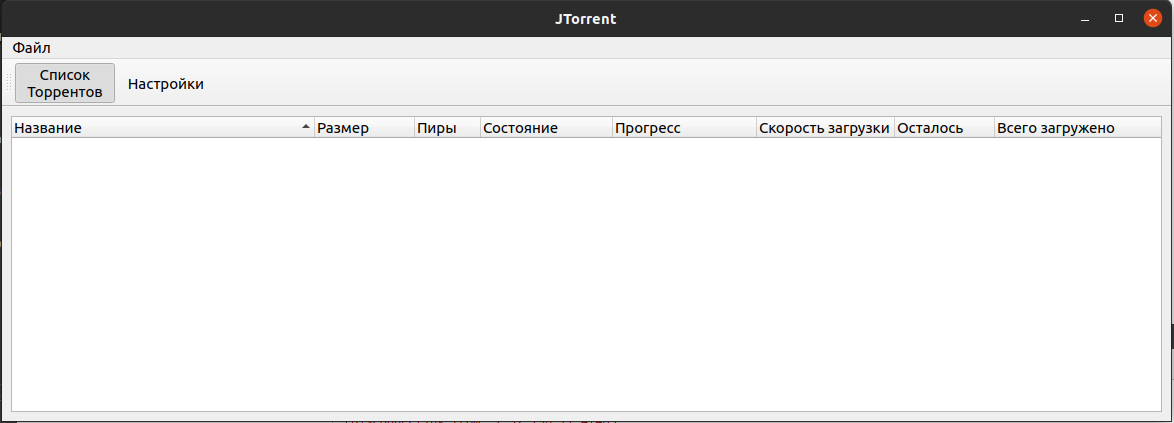 JTorrent
Файл
Список
Торрентов
Настройки
Название Размер Пиры Состояние Прогресс Скорость загрузки Осталось Всего загружено